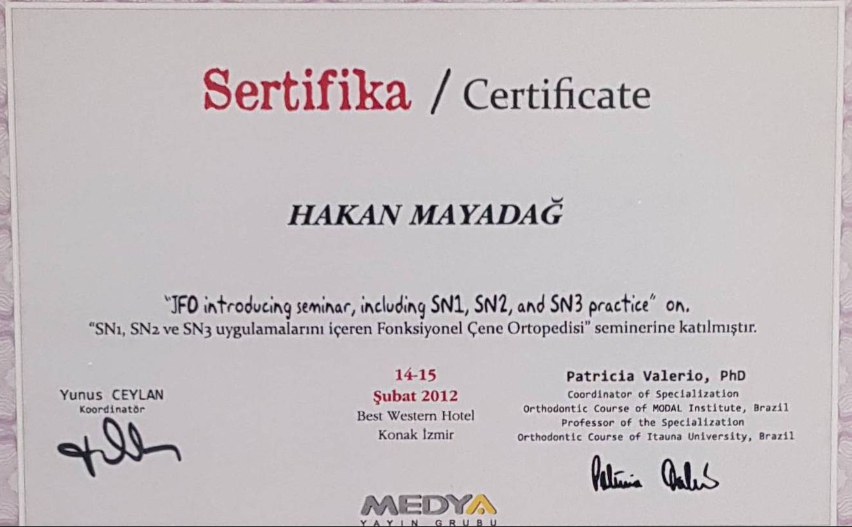 Sertifika / Certificate
HAKAN MAYADAĞ
"JFO introducing seminar, including SN1, SN2, and SN3 practice" on.
"SN1, SN2 ve SN3 uygulamalarını içeren Fonksiyonel Çene Ortopedisi" seminerine katılmıştır.
Yunus CEYLAN
Koordinatör
14-15
Şubat 2012
Best Western Hotel
Konak İzmir
Patricia Valerio, PhD
Coordinator of Specialization
Orthodontic Course of MODAL Institute, Brazil
Professor of the Specialization
Orthodontic Course of Itauna University, Brazil
MEDYA
YAYIN GRUBU